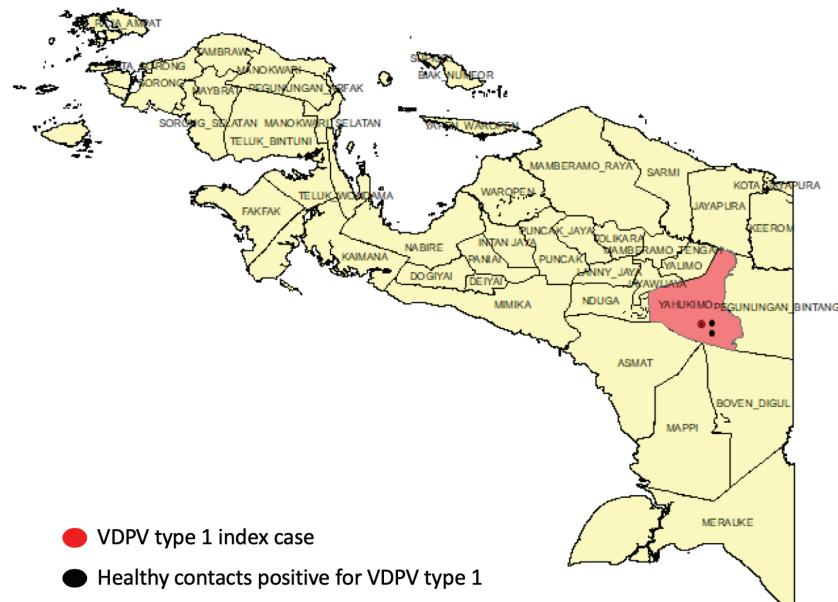 RAJA_AMPAT
TAMBRAW
KOTA_SORONG
MANOKWARI
SORONG
MAYBRAT
PEGUNUNGAN_ARFAK
SUPIORI
BIAK_NUMFOR
SORONG_SELATAN
MANOKWARI_SELATAN
TELUK_BINTUNI
YAPEN_WAROPEN
MAMBERAMO_RAYA
SARMI
KOTA_JAYAPURA
TELUK_WONDAMA
WAROPEN
JAYAPURA
FAKFAK
KEEROM
PUNCAK_JAYA
TOLIKARA
NABIRE
INTAN_JAYA
MAMBERAMO_TENGAH
KAIMANA
PANIAI
PUNCAK
YALIMO
DOGIYAI
DEIYAI
LANNY_JAYA
JAYAWIJAYA
MIMIKA
NDUGA
YAHUKIMO
PEGUNUNGAN_BINTANG
ASMAT
BOVEN_DIGUL
MAPPI
MERAUKE
VDPV type 1 index case
Healthy contacts positive for VDPV type 1